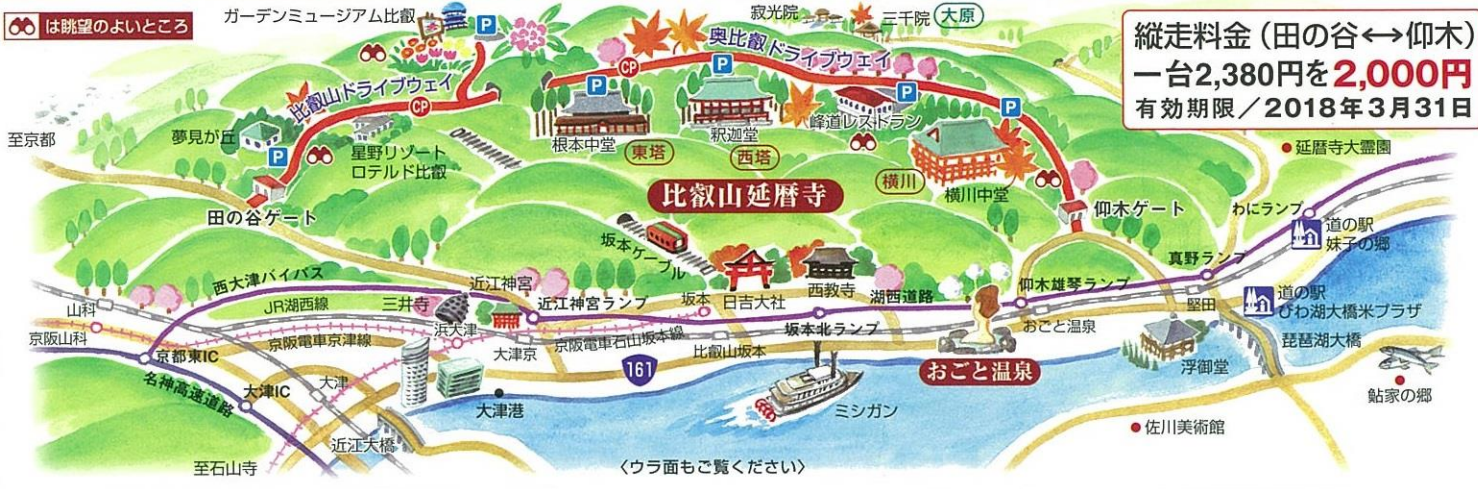 は眺望のよいところ
ガーデンミュージアム比叡
P
寂光院
三千院
大原
縦走料金(田の谷↔仰木)
一台2,380円を2,000円
有効期限/2018年3月31日
奥比叡ドライブウェイ
比叡山ドライブウェイ
CP
CP
P
P
P
P
至京都
夢見が丘
P
星野リゾート
ロテルド比叡
根本中堂
東塔
釈迦堂
西塔
峰道レストラン
横川
横川中堂
延暦寺大霊園
比叡山延暦寺
田の谷ゲート
仰木ゲート
わにランプ
道の駅
妹子の郷
坂本ケーブル
真野ランプ
西大津バイパス
近江神宮
近江神宮ランプ
坂本
日吉大社
西教寺
湖西道路
仰木雄琴ランプ
堅田
道の駅
びわ湖大橋米プラザ
山科
JR湖西線
三井寺
浜大津
京阪山科
京都東IC
京阪電車京津線
大津京
京阪電車石山坂本線
比叡山坂本
坂本北ランプ
おごと温泉
琵琶湖大橋
浮御堂
161
おごと温泉
名神高速道路
大津IC
大津
大津港
ミシガン
鮎家の郷
佐川美術館
近江大橋
至石山寺
〈ウラ面もご覧ください〉